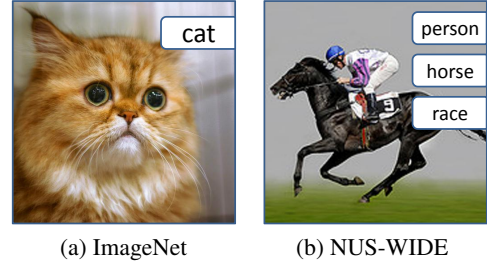 cat
person
horse
race
9
(a) ImageNet
(b) NUS-WIDE